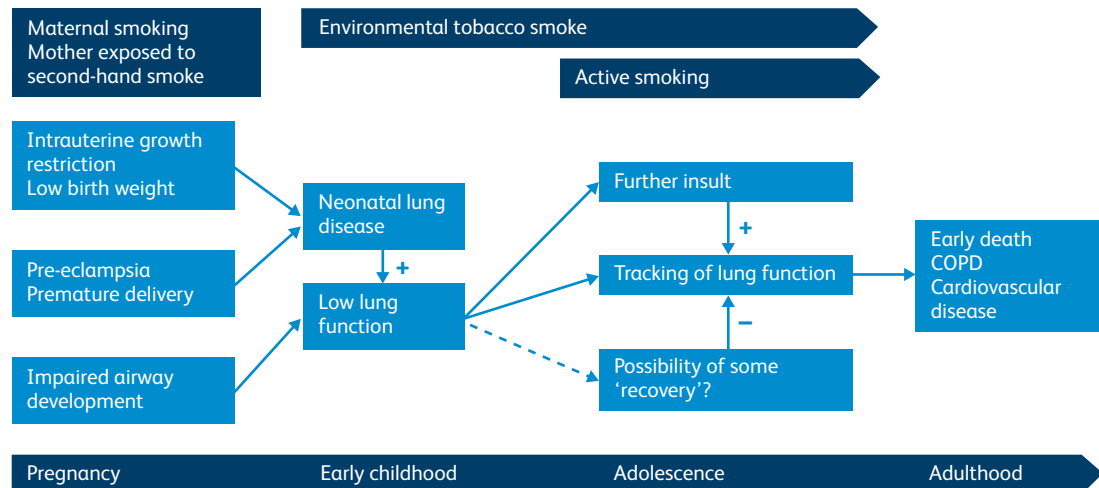 Maternal smoking
Mother exposed to
second-hand smoke
Environmental tobacco smoke
Active smoking
Intrauterine growth
restriction
Low birth weight
Pre-eclampsia
Premature delivery
Impaired airway
development
Neonatal lung
disease
+
Low lung
function
Further insult
+
Tracking of lung function
–
Possibility of some
‘recovery’?
Early death
COPD
Cardiovascular
disease
Pregnancy
Early childhood
Adolescence
Adulthood